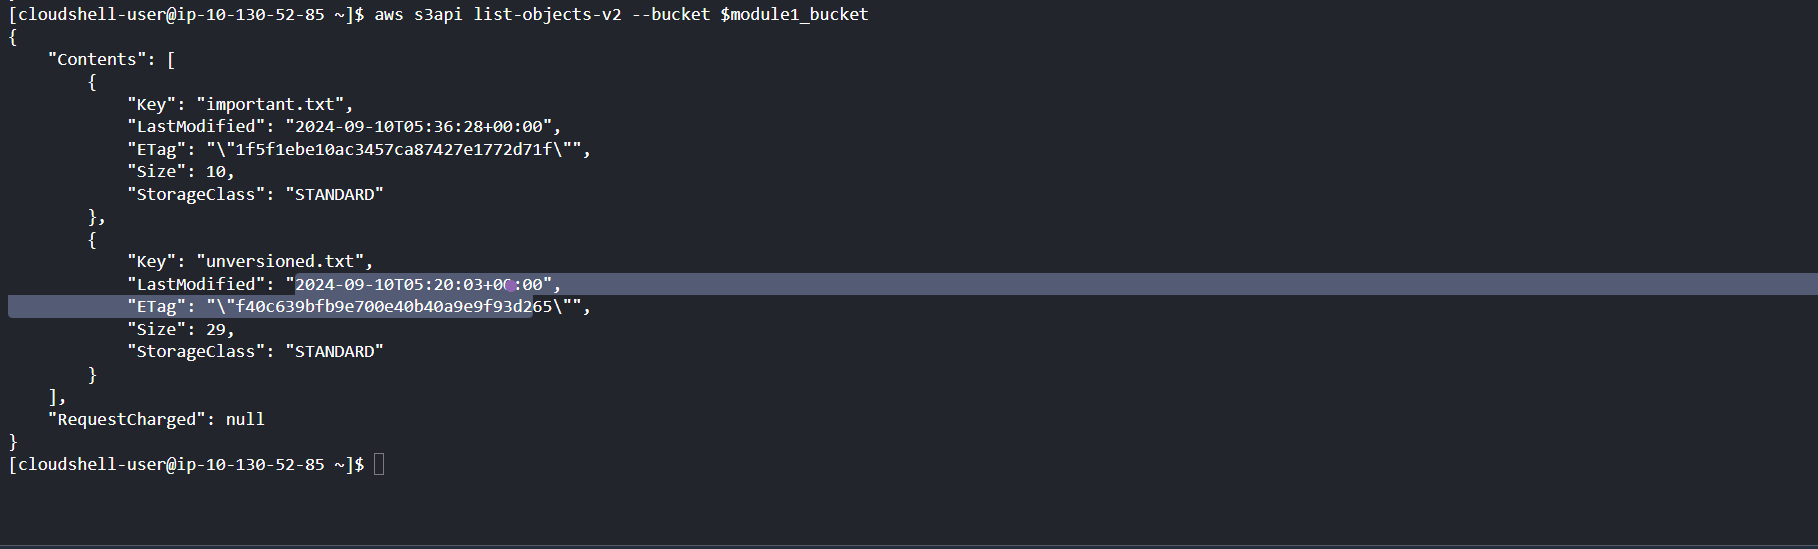 [cloudshell-user@ip-10-130-52-85 ~]$ aws s3api list-objects-v2 --bucket $module1_bucket
{
    "Contents": [
        {
            "Key": "important.txt",
            "LastModified": "2024-09-10T05:36:28+00:00",
            "ETag": "\"1f5f1ebe10ac3457ca87427e1772d71f\"",
            "Size": 10,
            "StorageClass": "STANDARD"
        },
        {
            "Key": "unversioned.txt",
            "LastModified": "2024-09-10T05:20:03+00:00",
            "ETag": "\"f40c639bfb9e700e40b40a9e9f93d265\"",
            "Size": 29,
            "StorageClass": "STANDARD"
        }
    ],
    "RequestCharged": null
}
[cloudshell-user@ip-10-130-52-85 ~]$